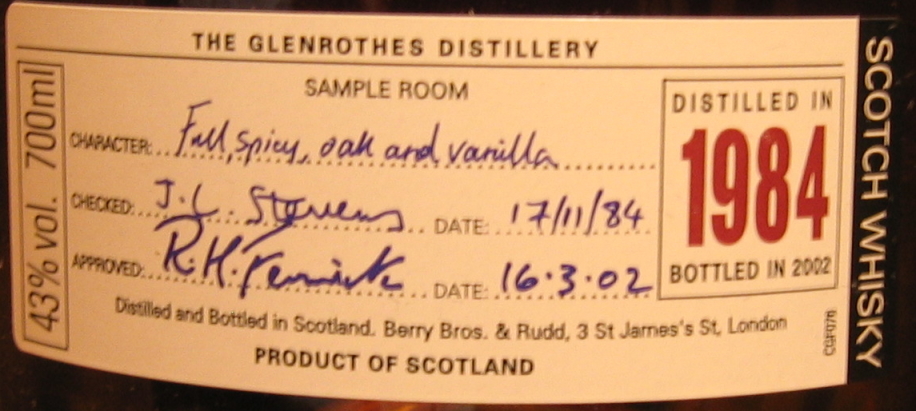 THE GLENROTHES DISTILLERY
SAMPLE ROOM
43% vol. 700ml
CHARACTER: Full, spicy, oak and vanilla
CHECKED: J.L. Stevens DATE: 17/11/84
APPROVED: R.H. Fenwick DATE: 16.3.02
DISTILLED IN
1984
BOTTLED IN 2002
Distilled and Bottled in Scotland. Berry Bros. & Rudd, 3 St James's St, London
PRODUCT OF SCOTLAND
SCOTCH WHISKY